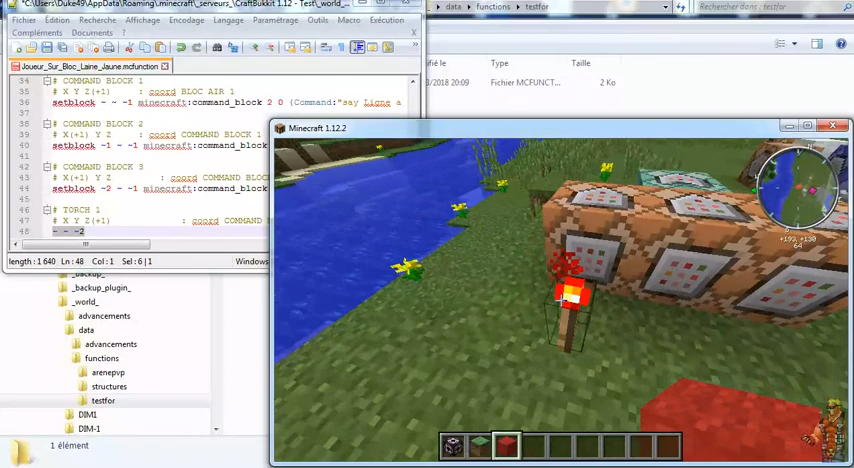 *C:\Users\Duke49\AppData\Roaming\.minecraft\_serveurs_\CraftBukkit 1.12 - Test\_world_
Fichier Édition Recherche Affichage Encodage Langage Paramétrage Outils Macro Exécution
Compléments Documents ?
Joueur_Sur_Bloc_Laine_Jaune.mcfunction
34 # COMMAND BLOCK 1
35 # X Y Z(+1) : coord BLOC AIR 1
36 setblock ~ ~ ~1 minecraft:command_block 2 0 {Command:"say Ligne a
37
38 # COMMAND BLOCK 2
39 # X(+1) Y Z : coord COMMAND BLOCK 1
40 setblock ~1 ~ ~1 minecraft:command_block
41
42 # COMMAND BLOCK 3
43 # X(+1) Y Z : coord COMMAND
44 setblock ~2 ~ ~1 minecraft:command_block
45
46 # TORCH 1
47 # X Y Z(+1) : coord COMMAND
48 ~ ~ ~2
length : 1 640 Ln : 48 Col : 1 Sel : 6 | 1 Windows
data functions testfor
Rechercher dans : testfor
Type Taille
/2018 20:09 Fichier MCFUNCT... 2 Ko
Minecraft 1.12.2
+193, +130
64
_backup_
_backup_plugin_
_world_
advancements
data
advancements
functions
arenepvp
structures
testfor
DIM1
DIM-1
1 élément